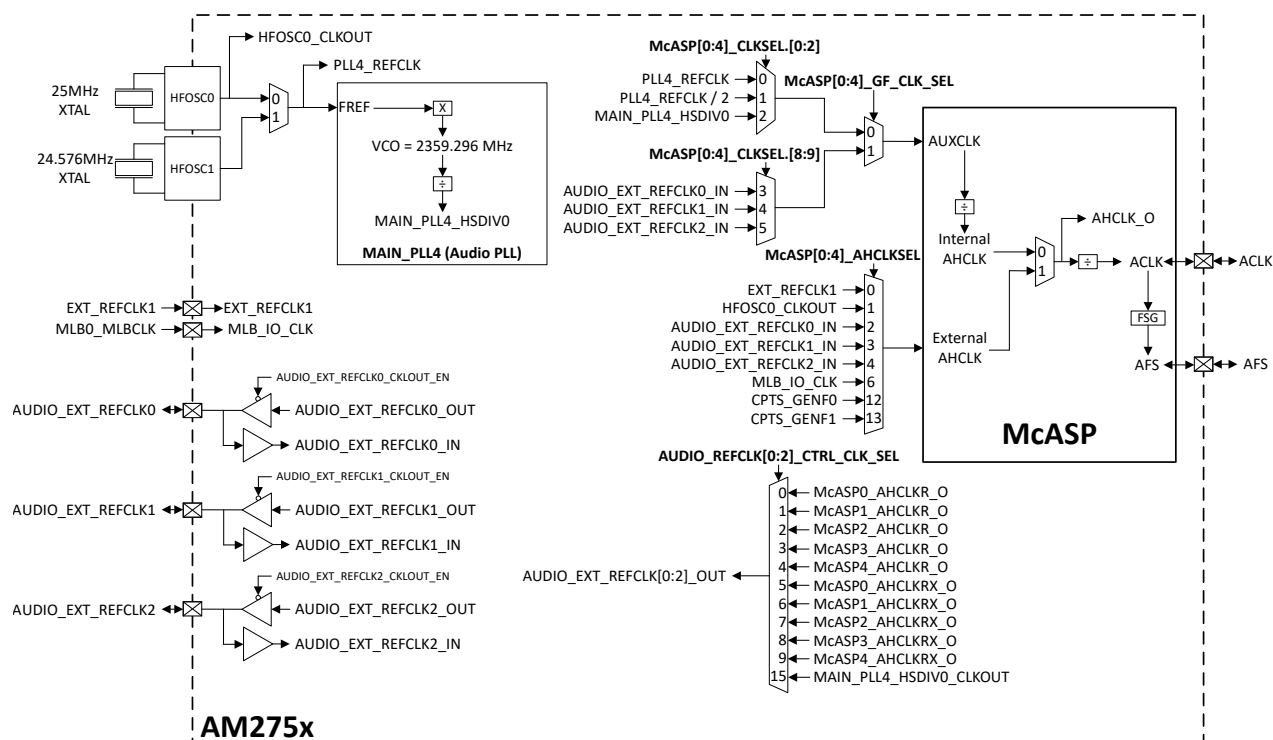 HFOSC0_CLKOUT
PLL4_REFCLK
25MHz
XTAL
HFOSC0
0
1
24.576MHz
XTAL
HFOSC1
FREF
X
VCO = 2359.296 MHz
÷
MAIN_PLL4_HSDIV0
MAIN_PLL4 (Audio PLL)
EXT_REFCLK1
EXT_REFCLK1
MLB0_MLBCLK
MLB_IO_CLK
AUDIO_EXT_REFCLK0_CKLOUT_EN
AUDIO_EXT_REFCLK0
AUDIO_EXT_REFCLK0_OUT
AUDIO_EXT_REFCLK0_IN
AUDIO_EXT_REFCLK1_CKLOUT_EN
AUDIO_EXT_REFCLK1
AUDIO_EXT_REFCLK1_OUT
AUDIO_EXT_REFCLK1_IN
AUDIO_EXT_REFCLK2_CKLOUT_EN
AUDIO_EXT_REFCLK2
AUDIO_EXT_REFCLK2_OUT
AUDIO_EXT_REFCLK2_IN
AM275x
McASP[0:4]_CLKSEL.[0:2]
PLL4_REFCLK 0
PLL4_REFCLK / 2 1
MAIN_PLL4_HSDIV0 2
McASP[0:4]_GF_CLK_SEL
0
1
McASP[0:4]_CLKSEL.[8:9]
AUDIO_EXT_REFCLK0_IN 3
AUDIO_EXT_REFCLK1_IN 4
AUDIO_EXT_REFCLK2_IN 5
McASP[0:4]_AHCLKSEL
EXT_REFCLK1 0
HFOSC0_CLKOUT 1
AUDIO_EXT_REFCLK0_IN 2
AUDIO_EXT_REFCLK1_IN 3
AUDIO_EXT_REFCLK2_IN 4
MLB_IO_CLK 6
CPTS_GENF0 12
CPTS_GENF1 13
AUXCLK
÷
Internal
AHCLK
0
1
AHCLK_O
÷
ACLK
ACLK
FSG
External
AHCLK
AFS
AFS
McASP
AUDIO_REFCLK[0:2]_CTRL_CLK_SEL
0 McASP0_AHCLKR_O
1 McASP1_AHCLKR_O
2 McASP2_AHCLKR_O
3 McASP3_AHCLKR_O
4 McASP4_AHCLKR_O
AUDIO_EXT_REFCLK[0:2]_OUT
5 McASP0_AHCLKRX_O
6 McASP1_AHCLKRX_O
7 McASP2_AHCLKRX_O
8 McASP3_AHCLKRX_O
9 McASP4_AHCLKRX_O
15 MAIN_PLL4_HSDIV0_CLKOUT